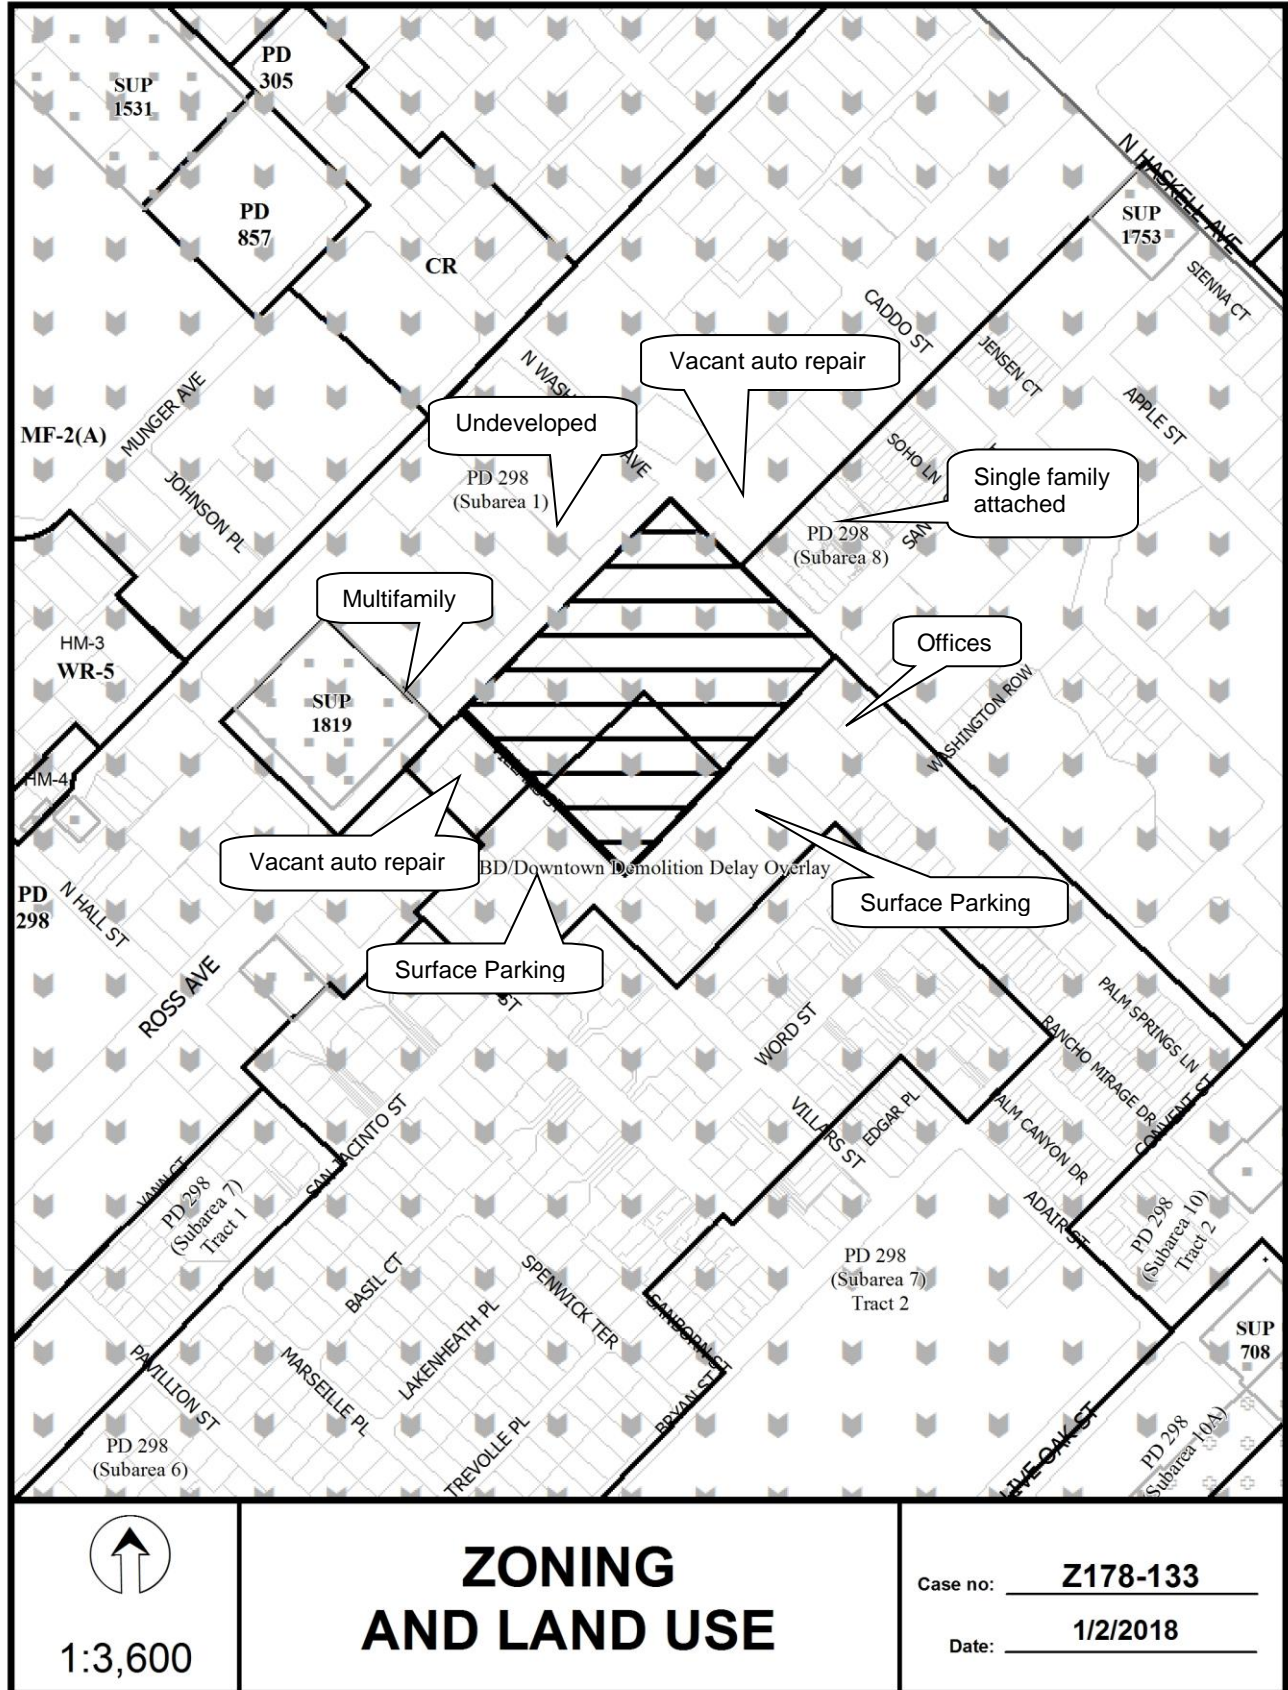 PD
305
SUP
1531
N HASKELL AVE
PD
857
SUP
1753
CR
SIENNA CT
CADDO ST
JENSEN CT
Vacant auto repair
N WASH
AVE
APPLE ST
MUNGER AVE
Undeveloped
MF-2(A)
SOHO LN
PD 298
(Subarea 1)
Single family
attached
JOHNSON PL
SAN
PD 298
(Subarea 8)
Multifamily
HM-3
WR-5
Offices
SUP
1819
WASHINGTON ROW
HM-4
Vacant auto repair
BD/Downtown Demolition Delay Overlay
PD
298
N HALL ST
Surface Parking
Surface Parking
ROSS AVE
ST
PALM SPRINGS LN
WORD ST
RANCHO MIRAGE DR
VILLARS ST
EDGAR PL
ALM CANYON DR
CONVENT ST
SAN JACINTO ST
VANN CT
PD 298
(Subarea 7)
Tract 1
ADAIR ST
PD 298
(Subarea 10)
Tract 2
BASIL CT
SPENWICK TER
PD 298
(Subarea 7)
Tract 2
LAKENHEATH PL
SANBORN ST
SUP
708
PAVILLION ST
MARSEILLE PL
BRYAN ST
PD 298
(Subarea 6)
TREVOLLE PL
LIVE OAK ST
PD 298
Subarea 10A)
1:3,600
ZONING
AND LAND USE
Case no: Z178-133
Date: 1/2/2018